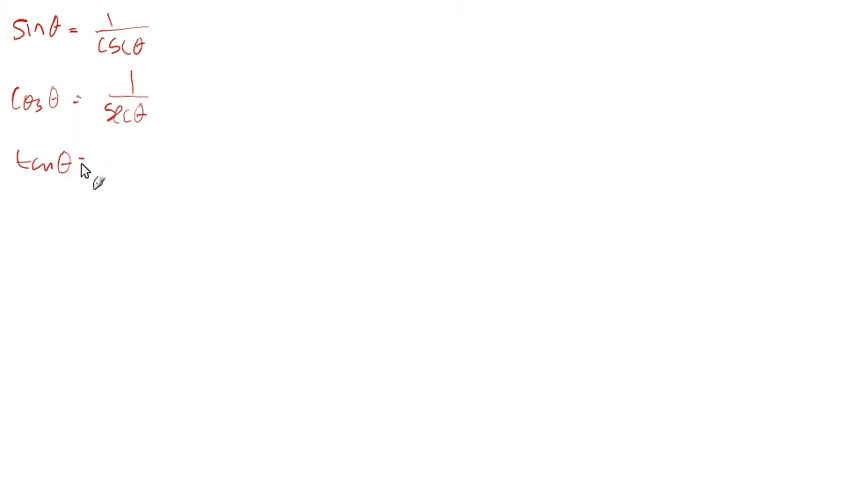 sinθ = 1/cscθ
cosθ = 1/secθ
tanθ =